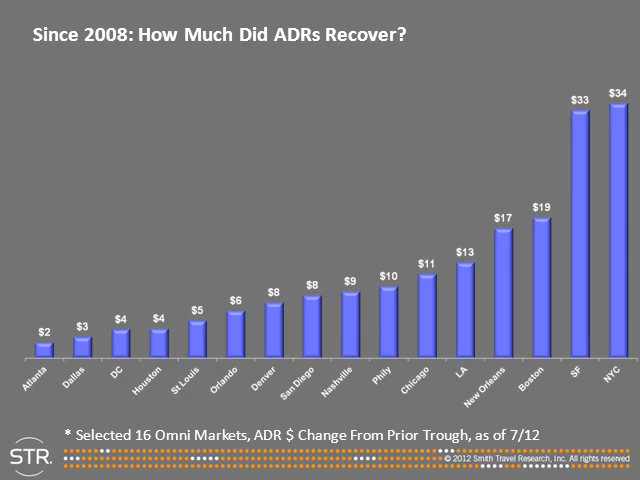 Since 2008: How Much Did ADRs Recover?
$2
$3
$4
$4
$5
$6
$8
$8
$9
$10
$11
$13
$17
$19
$33
$34
Atlanta
Dallas
DC
Houston
St Louis
Orlando
Denver
San Diego
Nashville
Phily
Chicago
LA
New Orleans
Boston
SF
NYC
* Selected 16 Omni Markets, ADR $ Change From Prior Trough, as of 7/12
STR.
© 2012 Smith Travel Research, Inc. All rights reserved